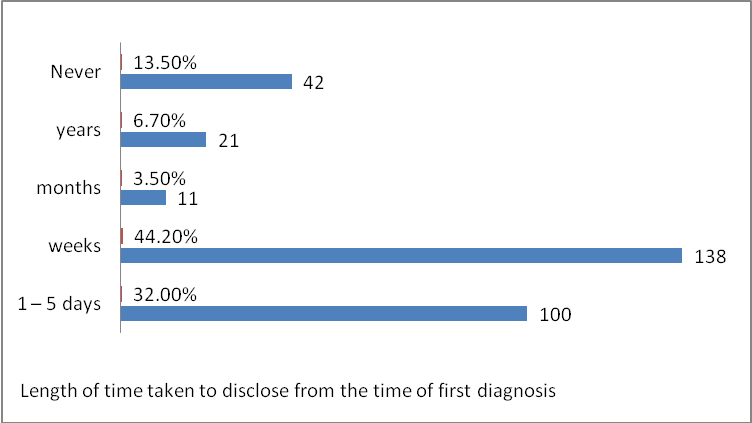 13.50%
Never
42
6.70%
years
21
3.50%
months
11
44.20%
weeks
138
32.00%
1 – 5 days
100
Length of time taken to disclose from the time of first diagnosis